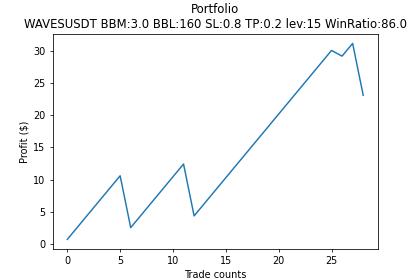 Portfolio
WAVESUSDT BBM:3.0 BBL:160 SL:0.8 TP:0.2 lev:15 WinRatio:86.0
30
25
20
15
10
5
0
Profit ($)
0 5 10 15 20 25
Trade counts